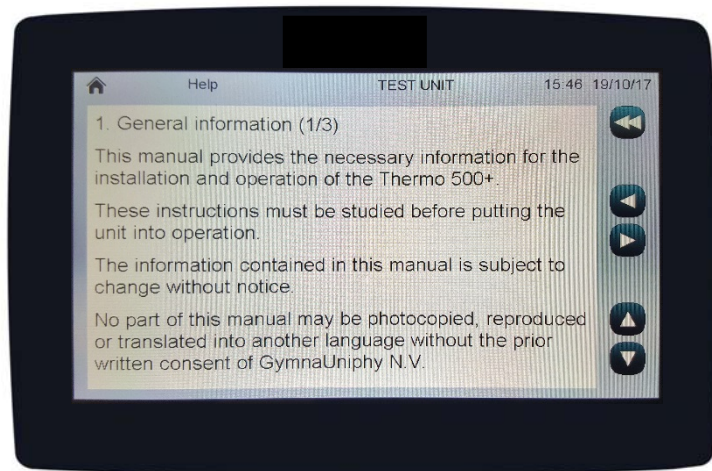 Help TEST UNIT 15:46 19/10/17
1. General information (1/3)
This manual provides the necessary information for the
installation and operation of the Thermo 500+.
These instructions must be studied before putting the
unit into operation.
The information contained in this manual is subject to
change without notice.
No part of this manual may be photocopied, reproduced
or translated into another language without the prior
written consent of GymnaUniphy N.V.